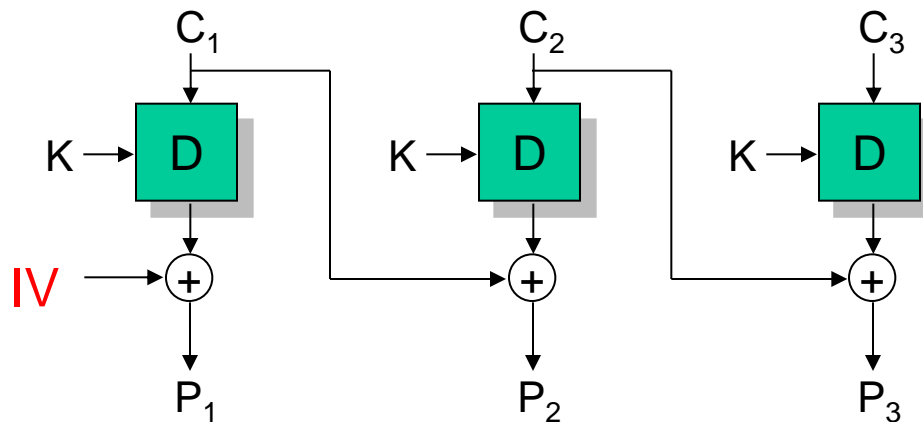 C₁ C₂ C₃
K D K D K D
IV + + +
P₁ P₂ P₃